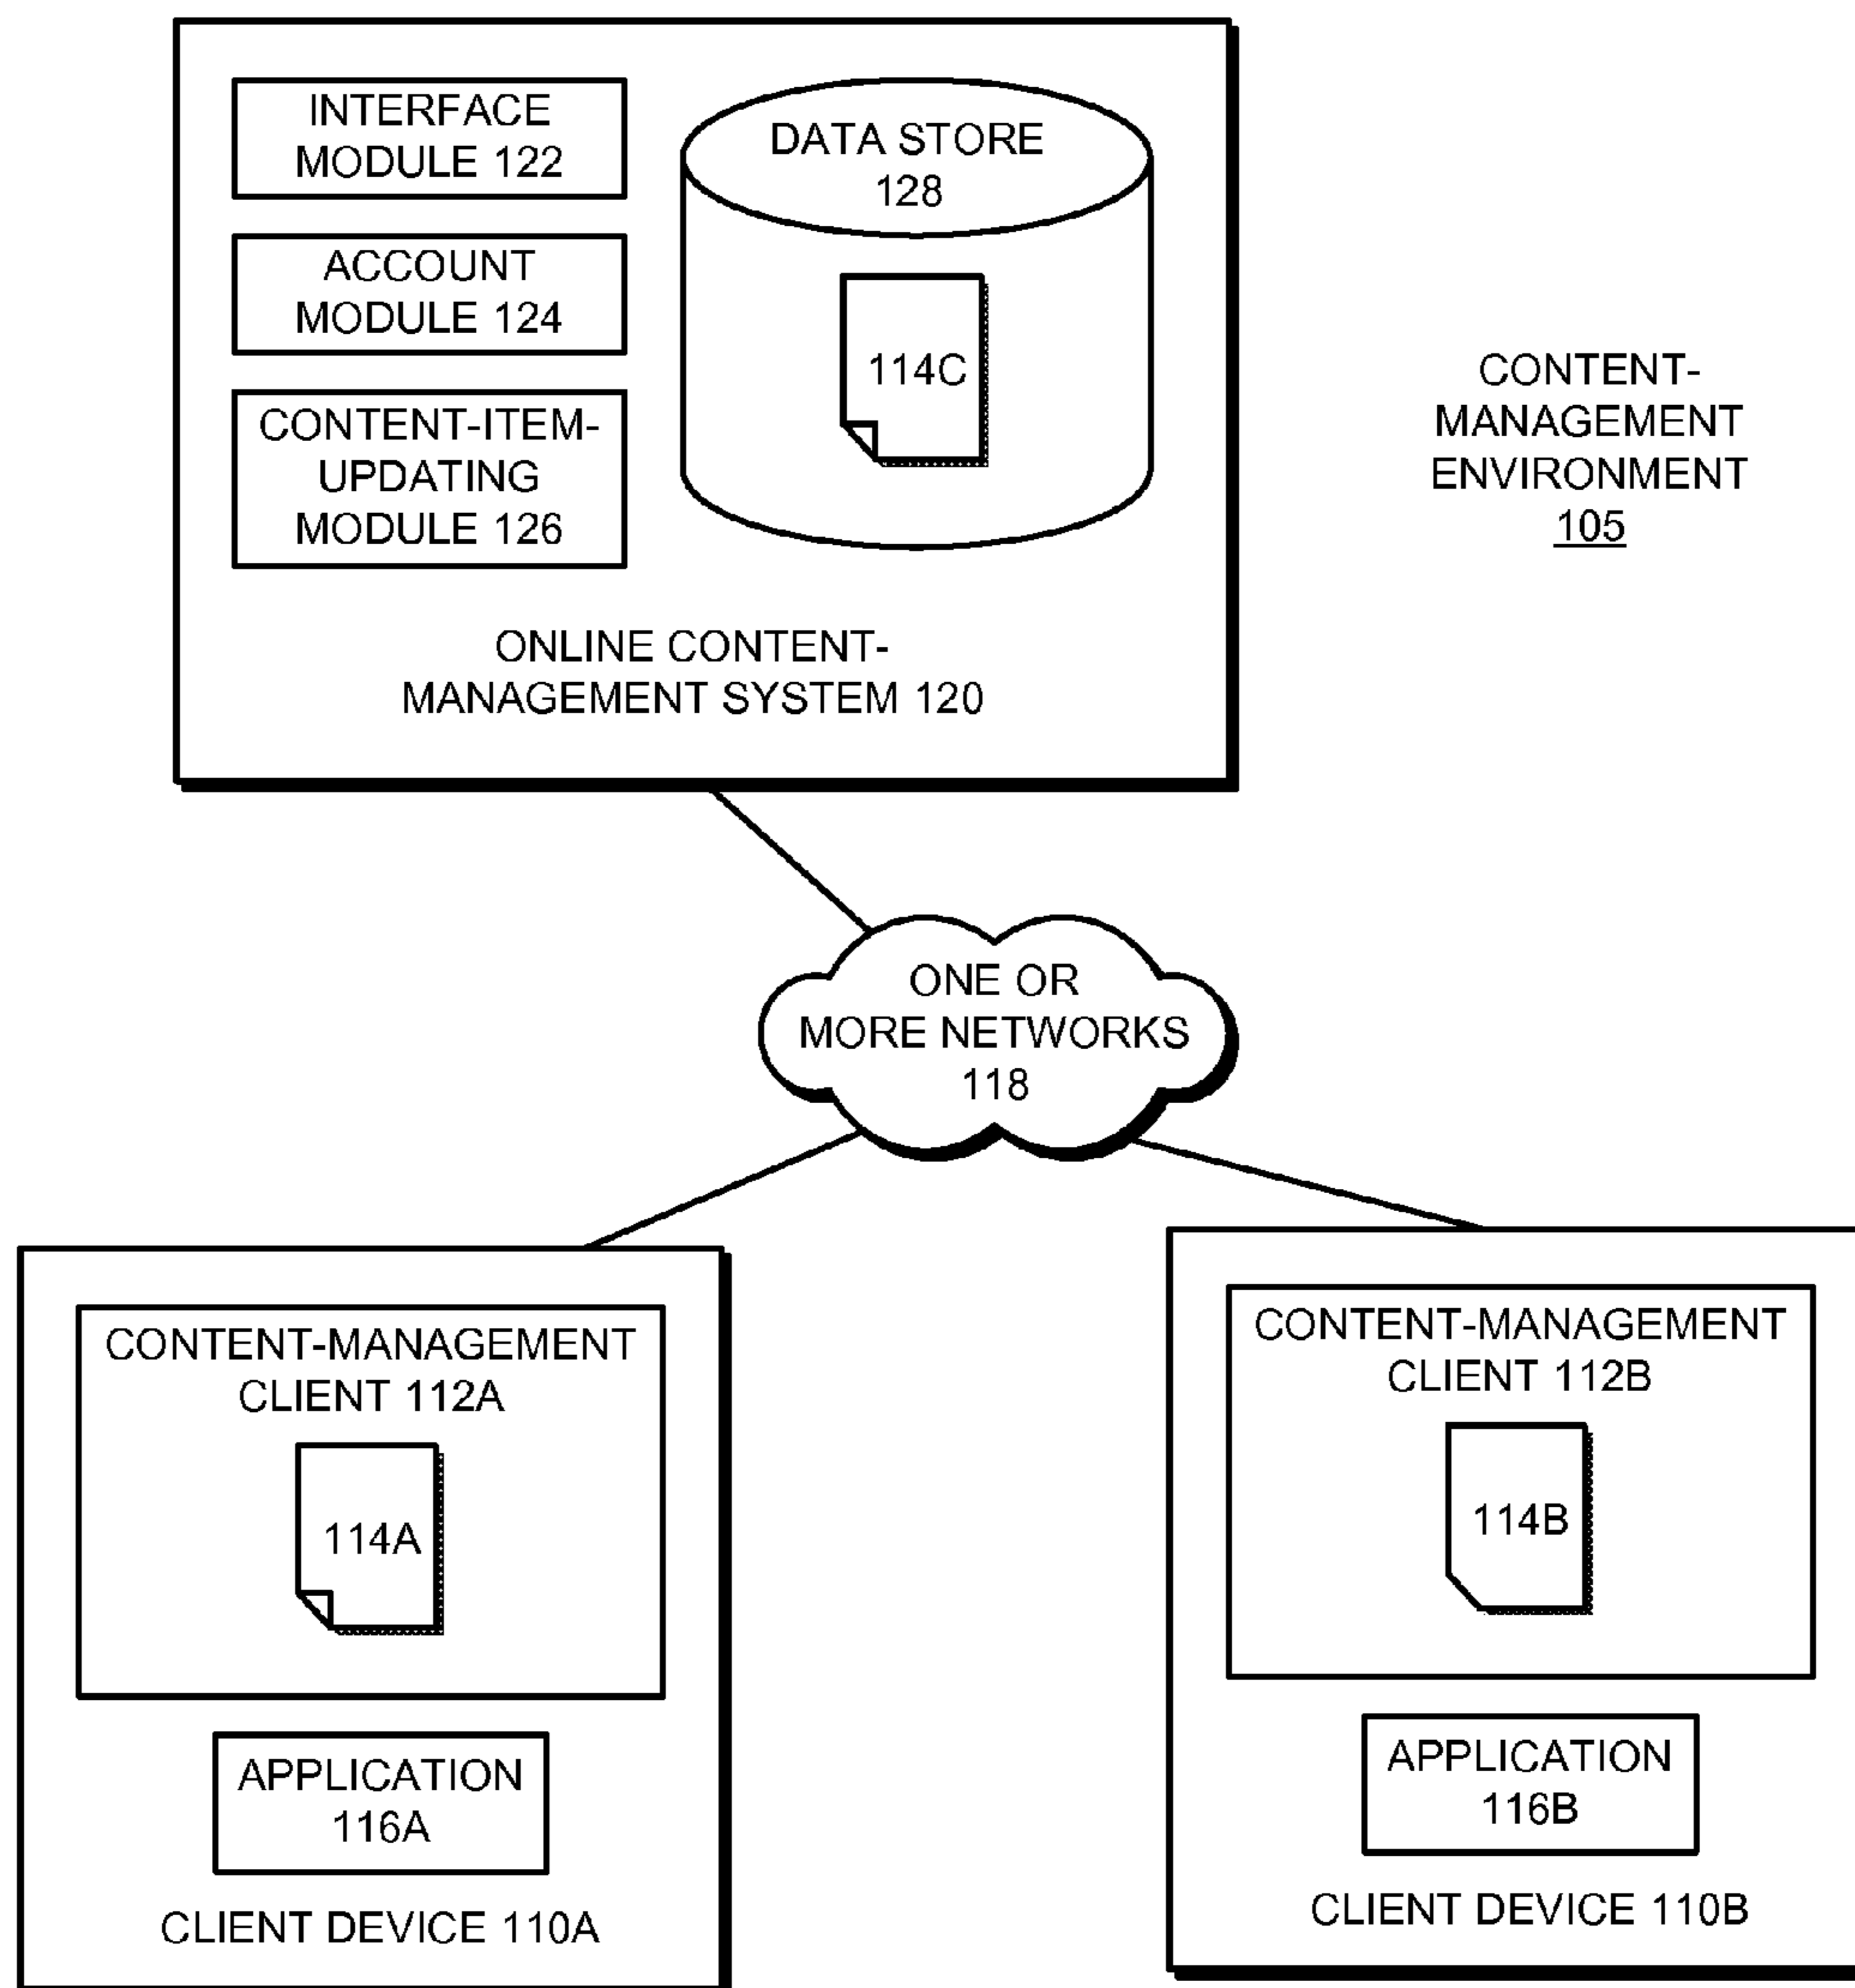 INTERFACE
MODULE 122
ACCOUNT
MODULE 124
CONTENT-ITEM-
UPDATING
MODULE 126
DATA STORE
128
114C
ONLINE CONTENT-
MANAGEMENT SYSTEM 120
CONTENT-
MANAGEMENT
ENVIRONMENT
105
ONE OR
MORE NETWORKS
118
CONTENT-MANAGEMENT
CLIENT 112A
114A
APPLICATION
116A
CLIENT DEVICE 110A
CONTENT-MANAGEMENT
CLIENT 112B
114B
APPLICATION
116B
CLIENT DEVICE 110B